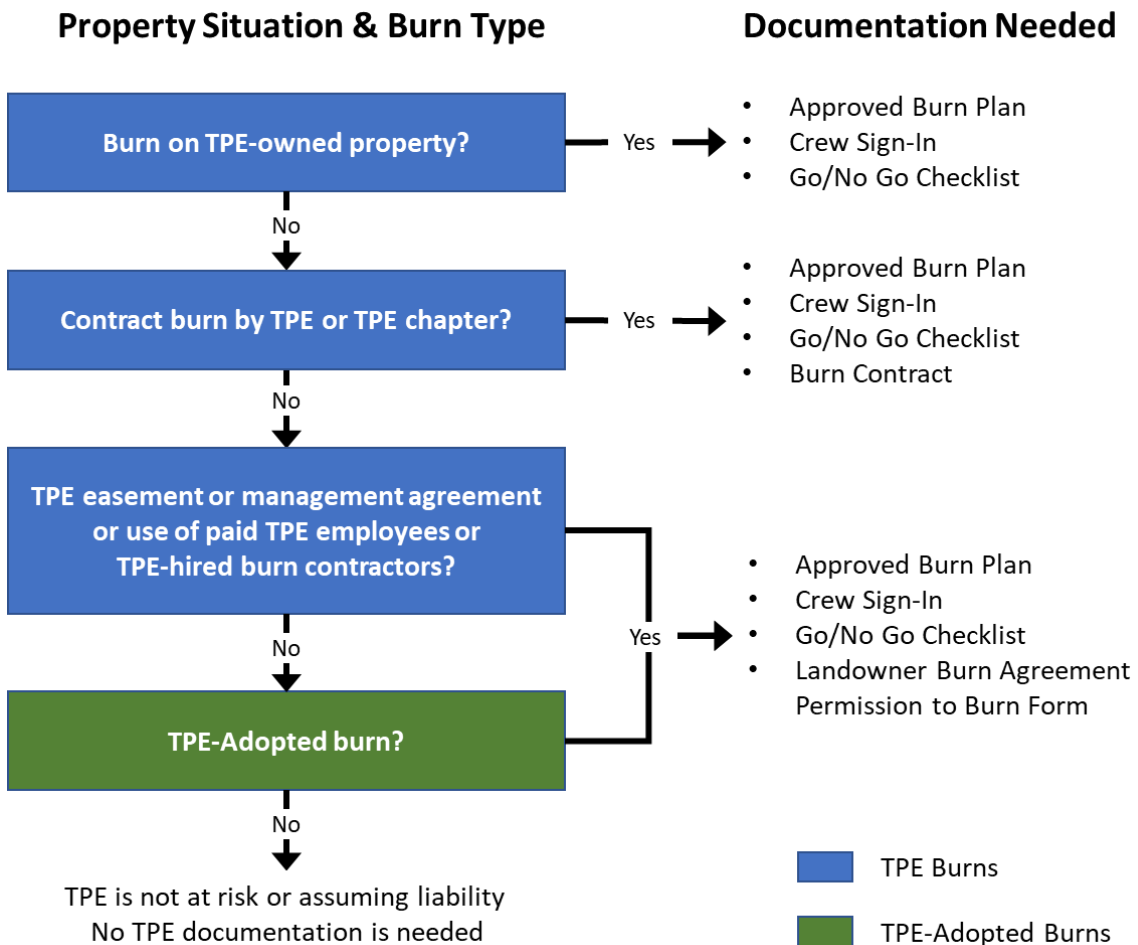 Property Situation & Burn Type
Documentation Needed
Burn on TPE-owned property?
Yes
• Approved Burn Plan
• Crew Sign-In
• Go/No Go Checklist
No
Contract burn by TPE or TPE chapter?
Yes
• Approved Burn Plan
• Crew Sign-In
• Go/No Go Checklist
• Burn Contract
No
TPE easement or management agreement
or use of paid TPE employees or
TPE-hired burn contractors?
No
TPE-Adopted burn?
Yes
• Approved Burn Plan
• Crew Sign-In
• Go/No Go Checklist
• Landowner Burn Agreement
Permission to Burn Form
No
TPE is not at risk or assuming liability
No TPE documentation is needed
TPE Burns
TPE-Adopted Burns